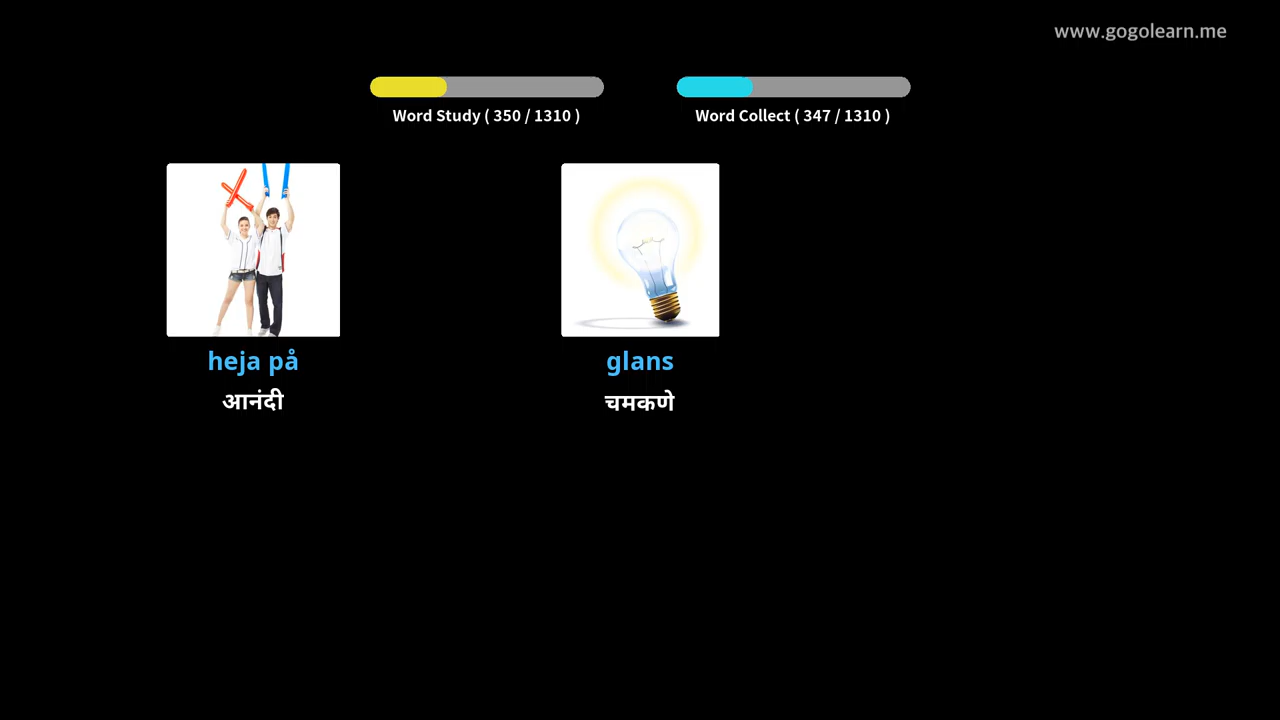 www.gogolearn.me
Word Study ( 350 / 1310 )
Word Collect ( 347 / 1310 )
heja på
glans
आनंदी
चमकणे